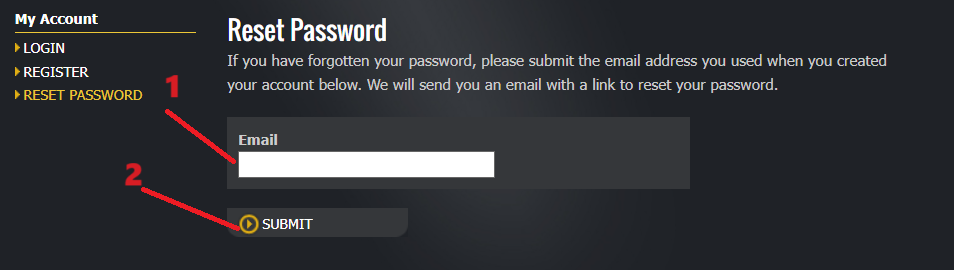 My Account
LOGIN
REGISTER
RESET PASSWORD
Reset Password
If you have forgotten your password, please submit the email address you used when you created
your account below. We will send you an email with a link to reset your password.
1
Email
2
SUBMIT